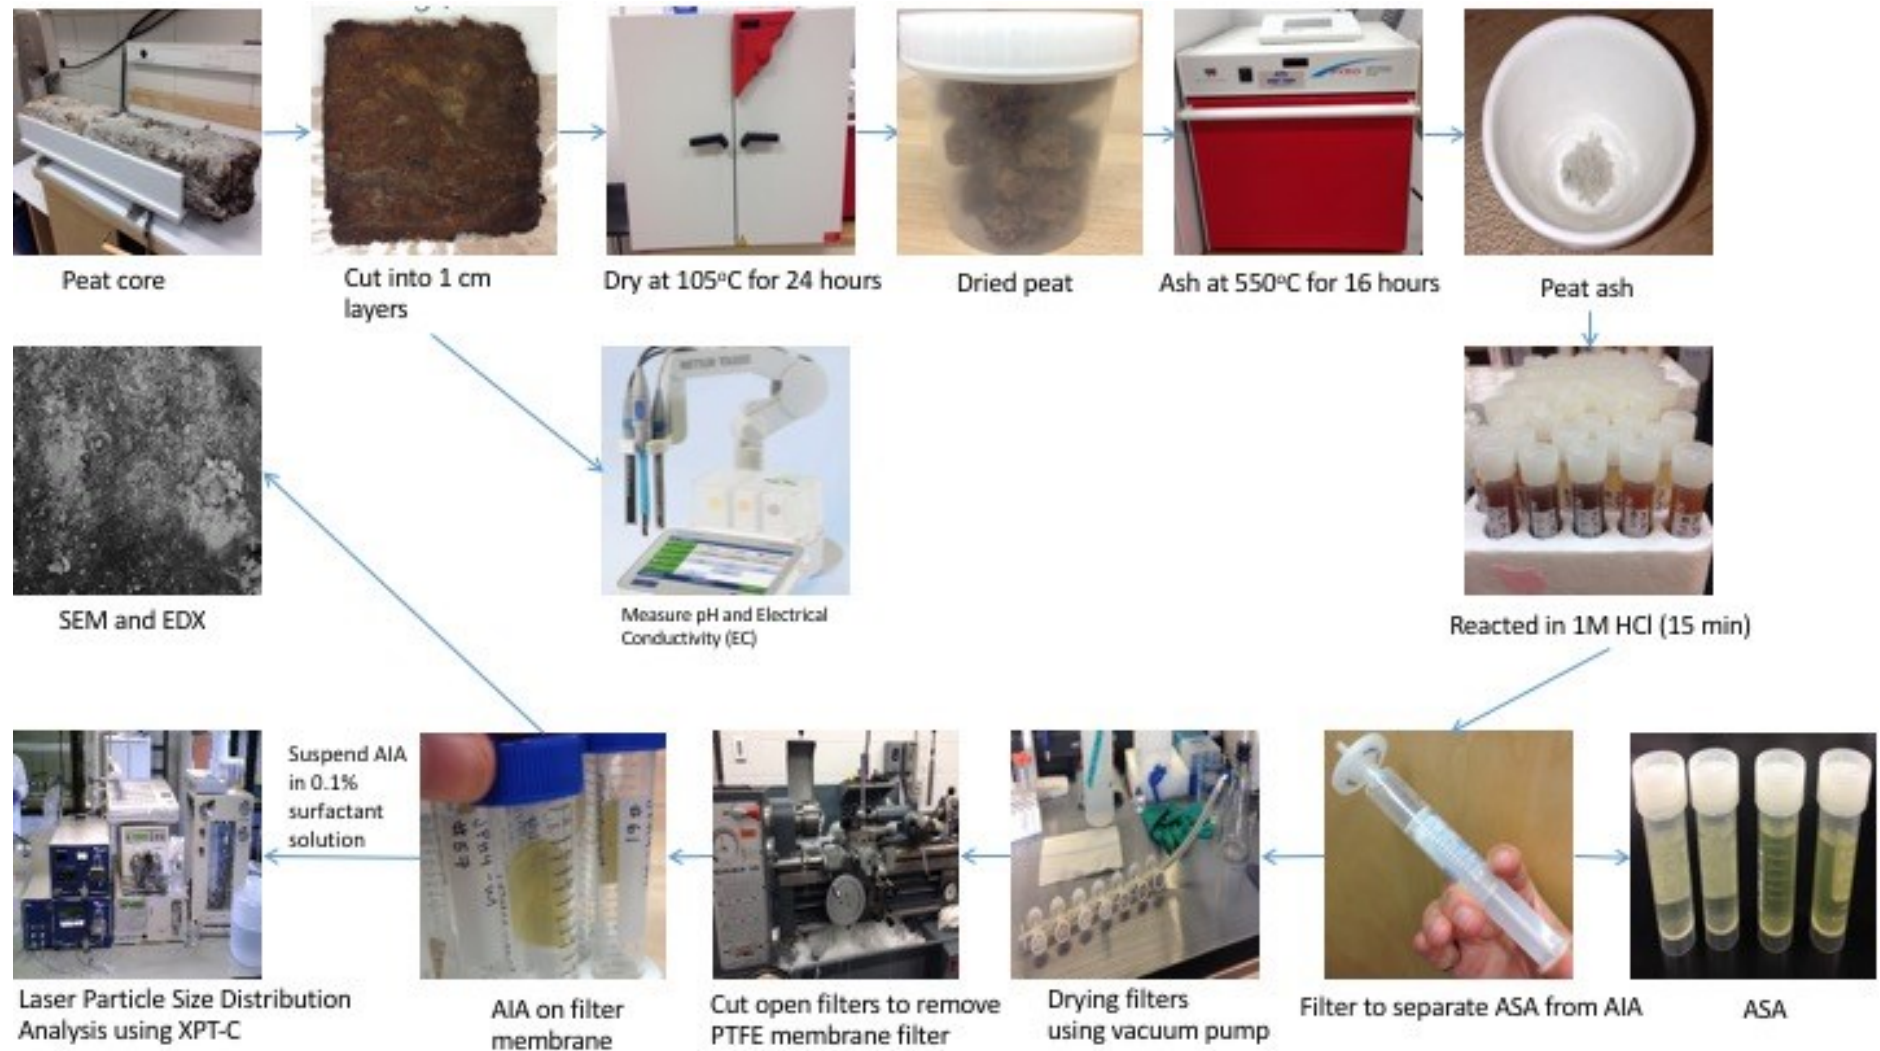 Peat core
Cut into 1 cm
layers
Dry at 105°C for 24 hours
Dried peat
Ash at 550°C for 16 hours
Peat ash
METTLER TOLEDO
SEM and EDX
Measure pH and Electrical
Conductivity (EC)
Reacted in 1M HCl (15 min)
Suspend AIA
in 0.1%
surfactant
solution
Laser Particle Size Distribution
Analysis using XPT-C
AIA on filter
membrane
Cut open filters to remove
PTFE membrane filter
Drying filters
using vacuum pump
Filter to separate ASA from AIA
ASA